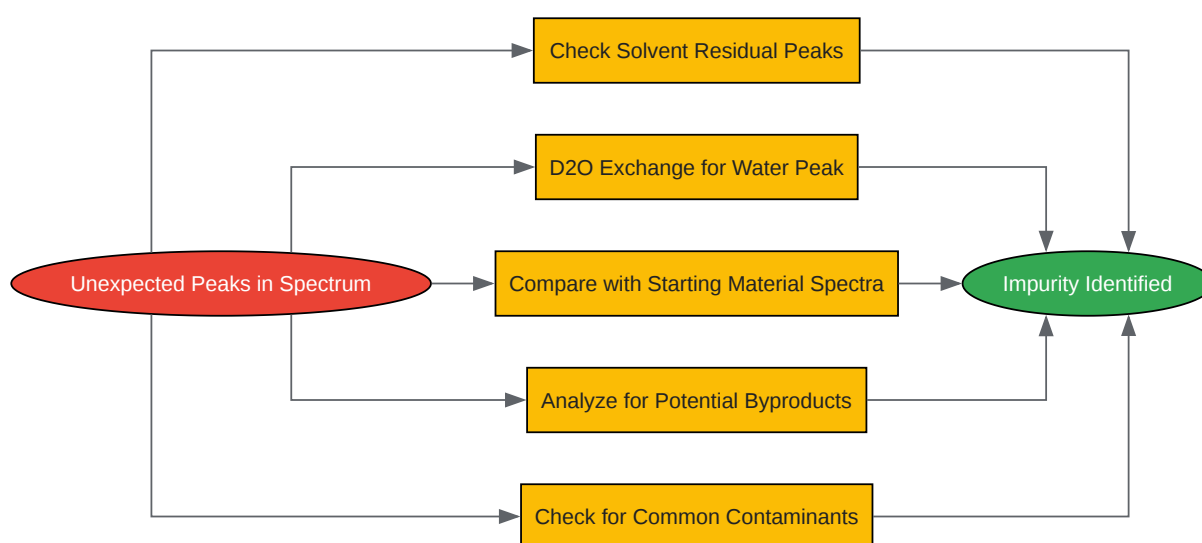 Check Solvent Residual Peaks
D2O Exchange for Water Peak
Unexpected Peaks in Spectrum
Compare with Starting Material Spectra
Impurity Identified
Analyze for Potential Byproducts
Check for Common Contaminants